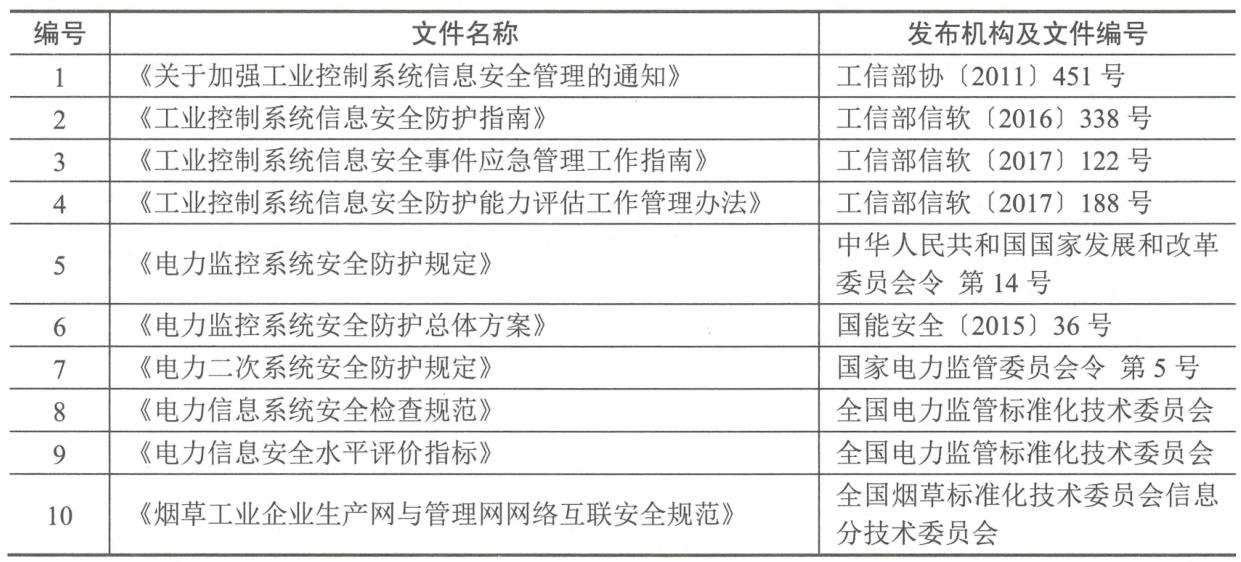 编号 文件名称 发布机构及文件编号
1 《关于加强工业控制系统信息安全管理的通知》 工信部协〔2011〕451 号
2 《工业控制系统信息安全防护指南》 工信部信软〔2016〕338 号
3 《工业控制系统信息安全事件应急管理工作指南》 工信部信软〔2017〕122 号
4 《工业控制系统信息安全防护能力评估工作管理办法》 工信部信软〔2017〕188 号
5 《电力监控系统安全防护规定》 中华人民共和国国家发展和改革
委员会令 第 14 号
6 《电力监控系统安全防护总体方案》 国能安全〔2015〕36 号
7 《电力二次系统安全防护规定》 国家电力监管委员会令 第 5 号
8 《电力信息系统安全检查规范》 全国电力监管标准化技术委员会
9 《电力信息安全水平评价指标》 全国电力监管标准化技术委员会
10 《烟草工业企业生产网与管理网网络互联安全规范》 全国烟草标准化技术委员会信息
分技术委员会